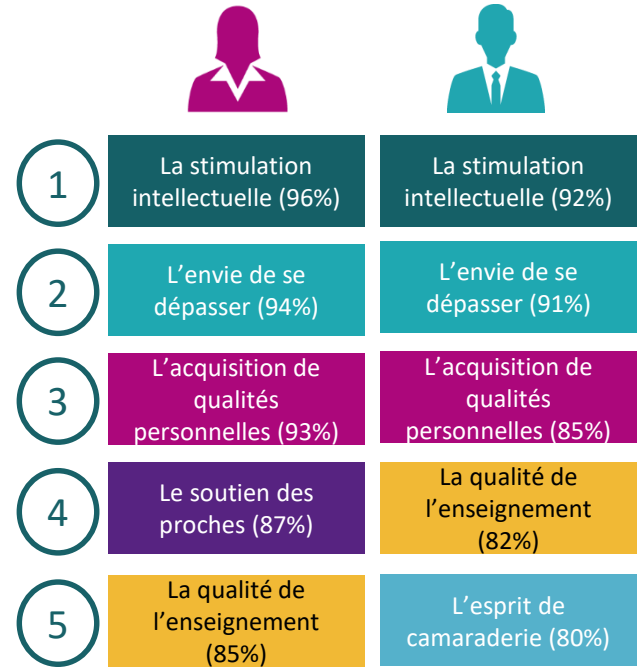 1
La stimulation
intellectuelle (96%)
La stimulation
intellectuelle (92%)
2
L’envie de se
dépasser (94%)
L’envie de se
dépasser (91%)
3
L’acquisition de
qualités
personnelles (93%)
L’acquisition de
qualités
personnelles (85%)
4
Le soutien des
proches (87%)
La qualité de
l’enseignement
(82%)
5
La qualité de
l’enseignement
(85%)
L’esprit de
camaraderie (80%)